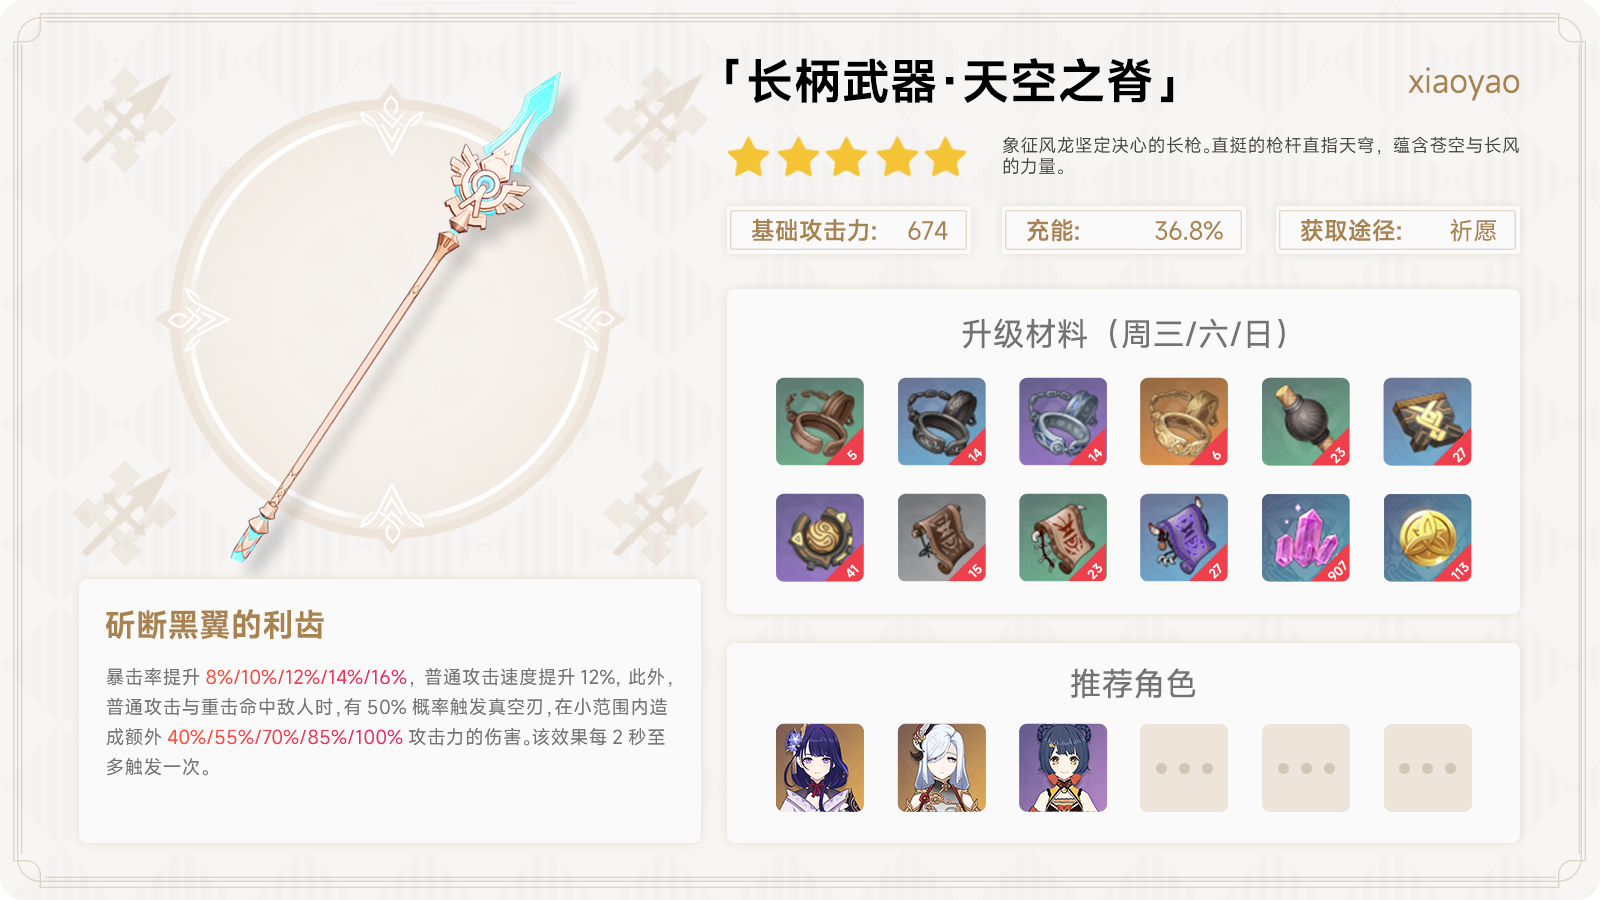 「长柄武器·天空之脊」
xiaoyao
象征风龙坚定决心的长枪。直挺的枪杆直指天穹，蕴含苍空与长风
的力量。
基础攻击力: 674
充能: 36.8%
获取途径: 祈愿
升级材料（周三/六/日）
5 14 14 6 23 27
41 15 23 27 907 113
斫断黑翼的利齿
暴击率提升 8%/10%/12%/14%/16%，普通攻击速度提升 12%, 此外，
普通攻击与重击命中敌人时,有 50% 概率触发真空刃,在小范围内造
成额外 40%/55%/70%/85%/100% 攻击力的伤害。该效果每 2 秒至
多触发一次。
推荐角色